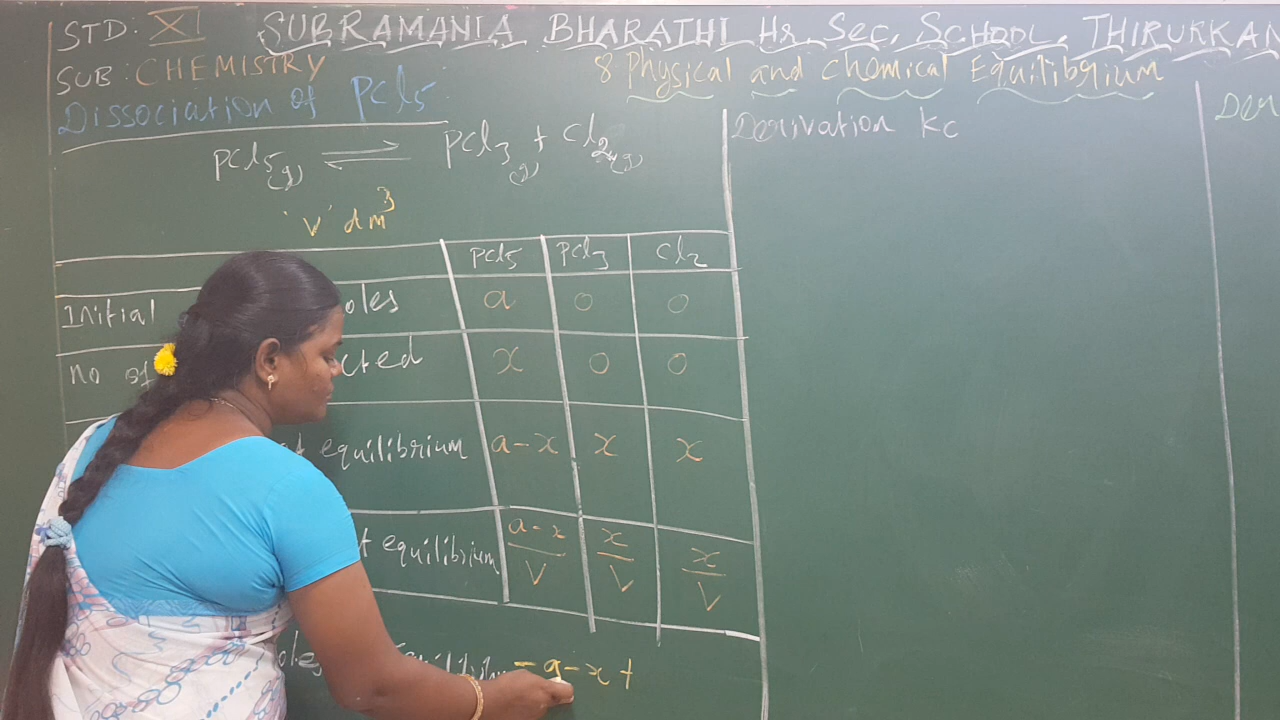 STD: XI SUBRAMANIA BHARATHI Hr. Sec. SCHOOL, THIRUKKAN
SUB: CHEMISTRY 8 Physical and chemical Equilibrium
Dissociation of PCl5
PCl5(g) ⇌ PCl3(g) + Cl2(g)
Derivation Kc
'V' dm³
PCl5 PCl3 Cl2
Initial oles a 0 0
No of cted x 0 0
at equilibrium a-x x x
t equilibrium a-x/V x/V x/V
= a-x+